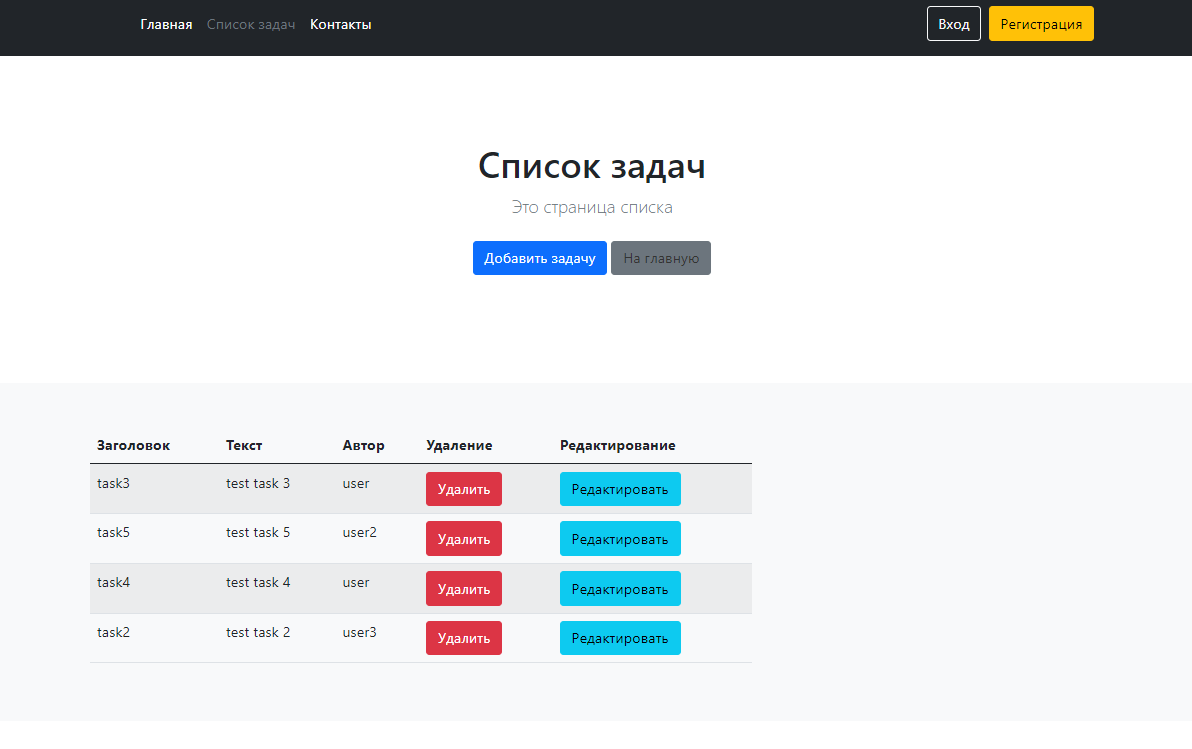 Главная Список задач Контакты Вход Регистрация
Список задач
Это страница списка
Добавить задачу На главную
Заголовок Текст Автор Удаление Редактирование
task3 test task 3 user Удалить Редактировать
task5 test task 5 user2 Удалить Редактировать
task4 test task 4 user Удалить Редактировать
task2 test task 2 user3 Удалить Редактировать